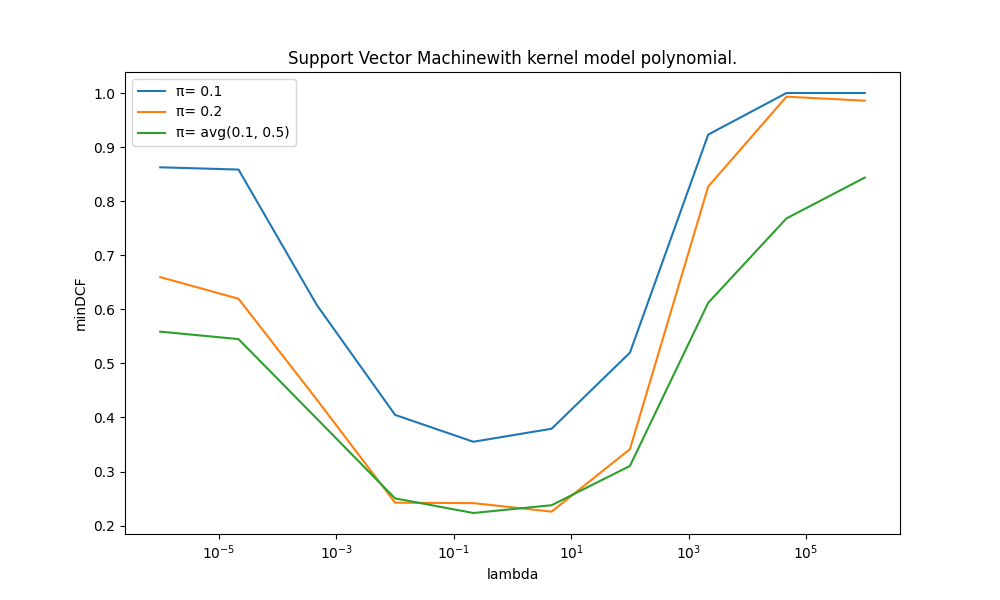 Support Vector Machinewith kernel model polynomial.
π= 0.1
π= 0.2
π= avg(0.1, 0.5)
1.0
0.9
0.8
0.7
0.6
0.5
0.4
0.3
0.2
minDCF
10⁻⁵ 10⁻³ 10⁻¹ 10¹ 10³ 10⁵
lambda